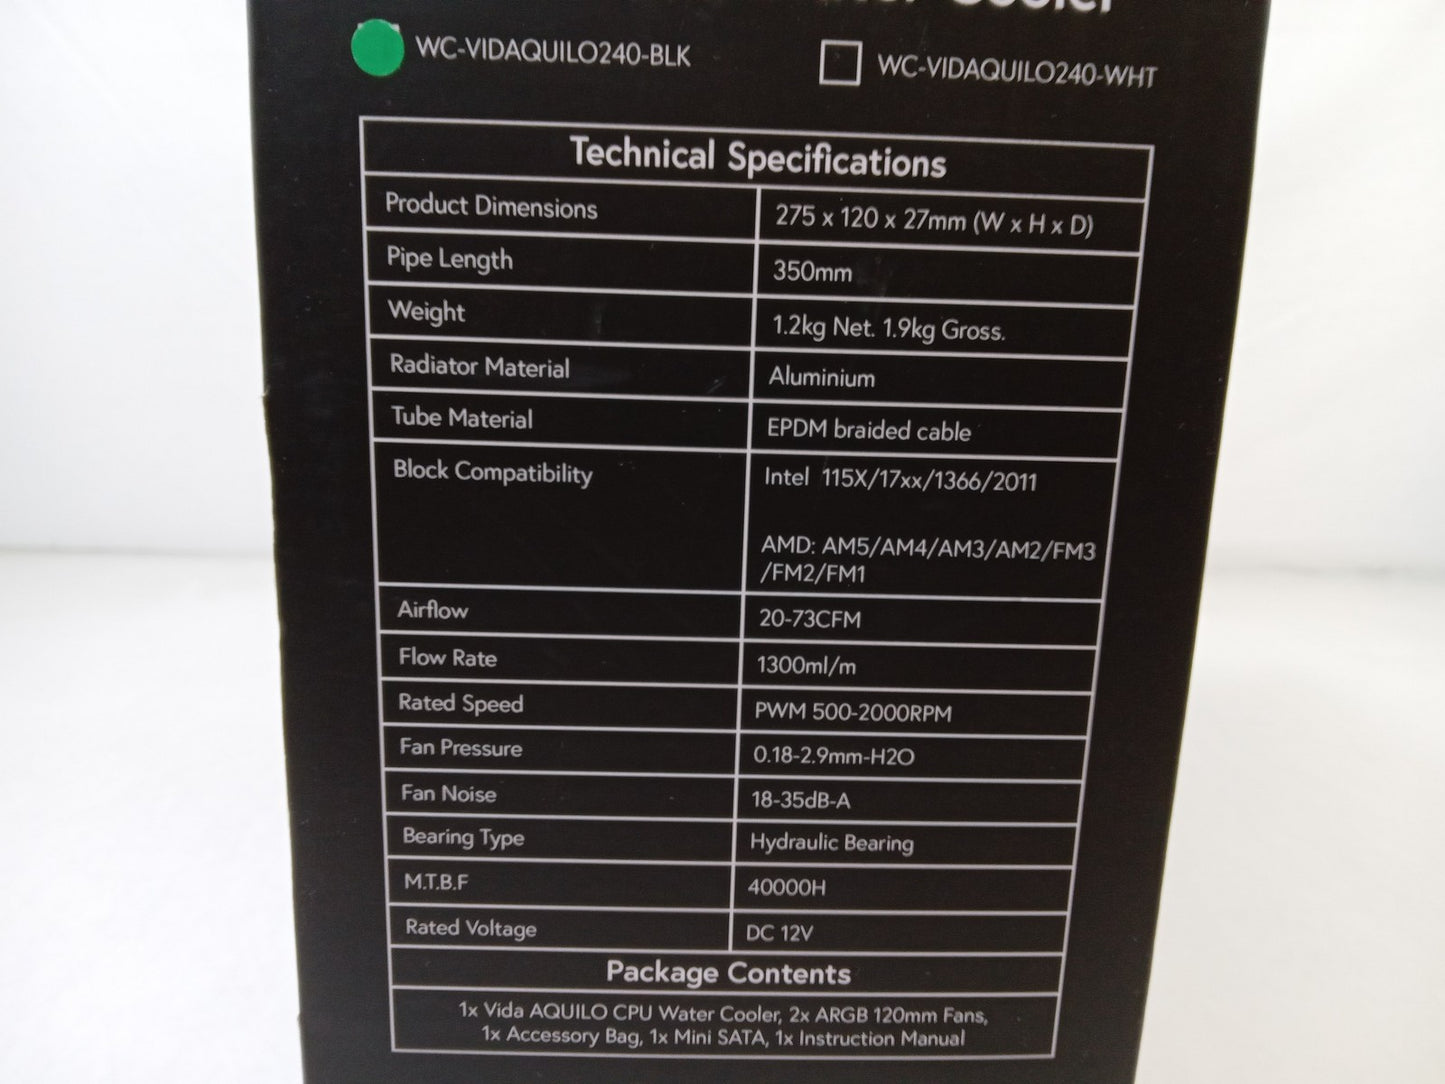 Cooler
WC-VIDAQUILO240-BLK
WC-VIDAQUILO240-WHT
Technical Specifications
Product Dimensions 275 x 120 x 27mm (W x H x D)
Pipe Length 350mm
Weight 1.2kg Net. 1.9kg Gross.
Radiator Material Aluminium
Tube Material EPDM braided cable
Block Compatibility Intel 115X/17xx/1366/2011
AMD: AM5/AM4/AM3/AM2/FM3
/FM2/FM1
Airflow 20-73CFM
Flow Rate 1300ml/m
Rated Speed PWM 500-2000RPM
Fan Pressure 0.18-2.9mm-H2O
Fan Noise 18-35dB-A
Bearing Type Hydraulic Bearing
M.T.B.F 40000H
Rated Voltage DC 12V
Package Contents
1x Vida AQUILO CPU Water Cooler, 2x ARGB 120mm Fans,
1x Accessory Bag, 1x Mini SATA, 1x Instruction Manual